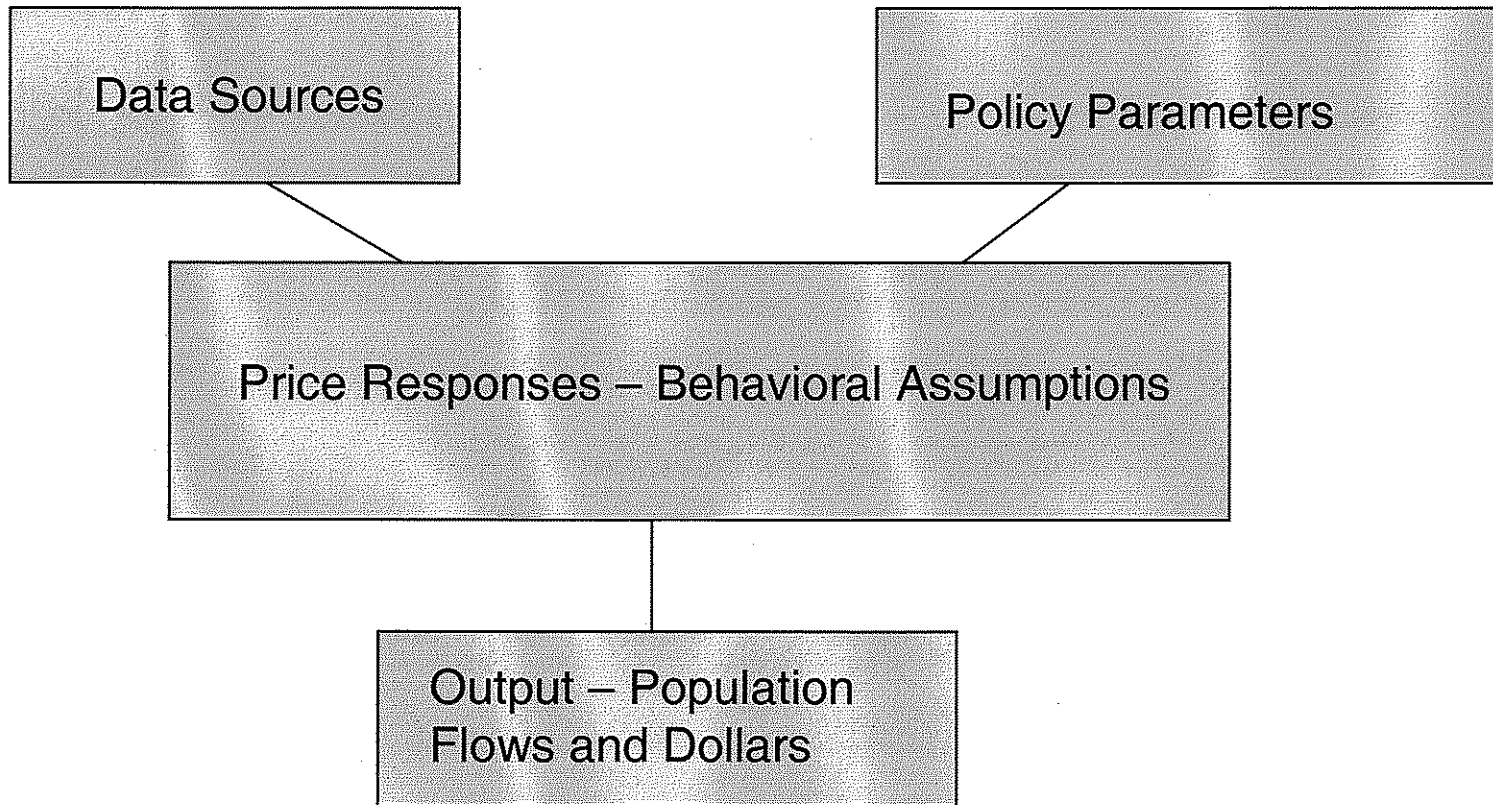 Data Sources
Policy Parameters
Price Responses – Behavioral Assumptions
Output – Population
Flows and Dollars